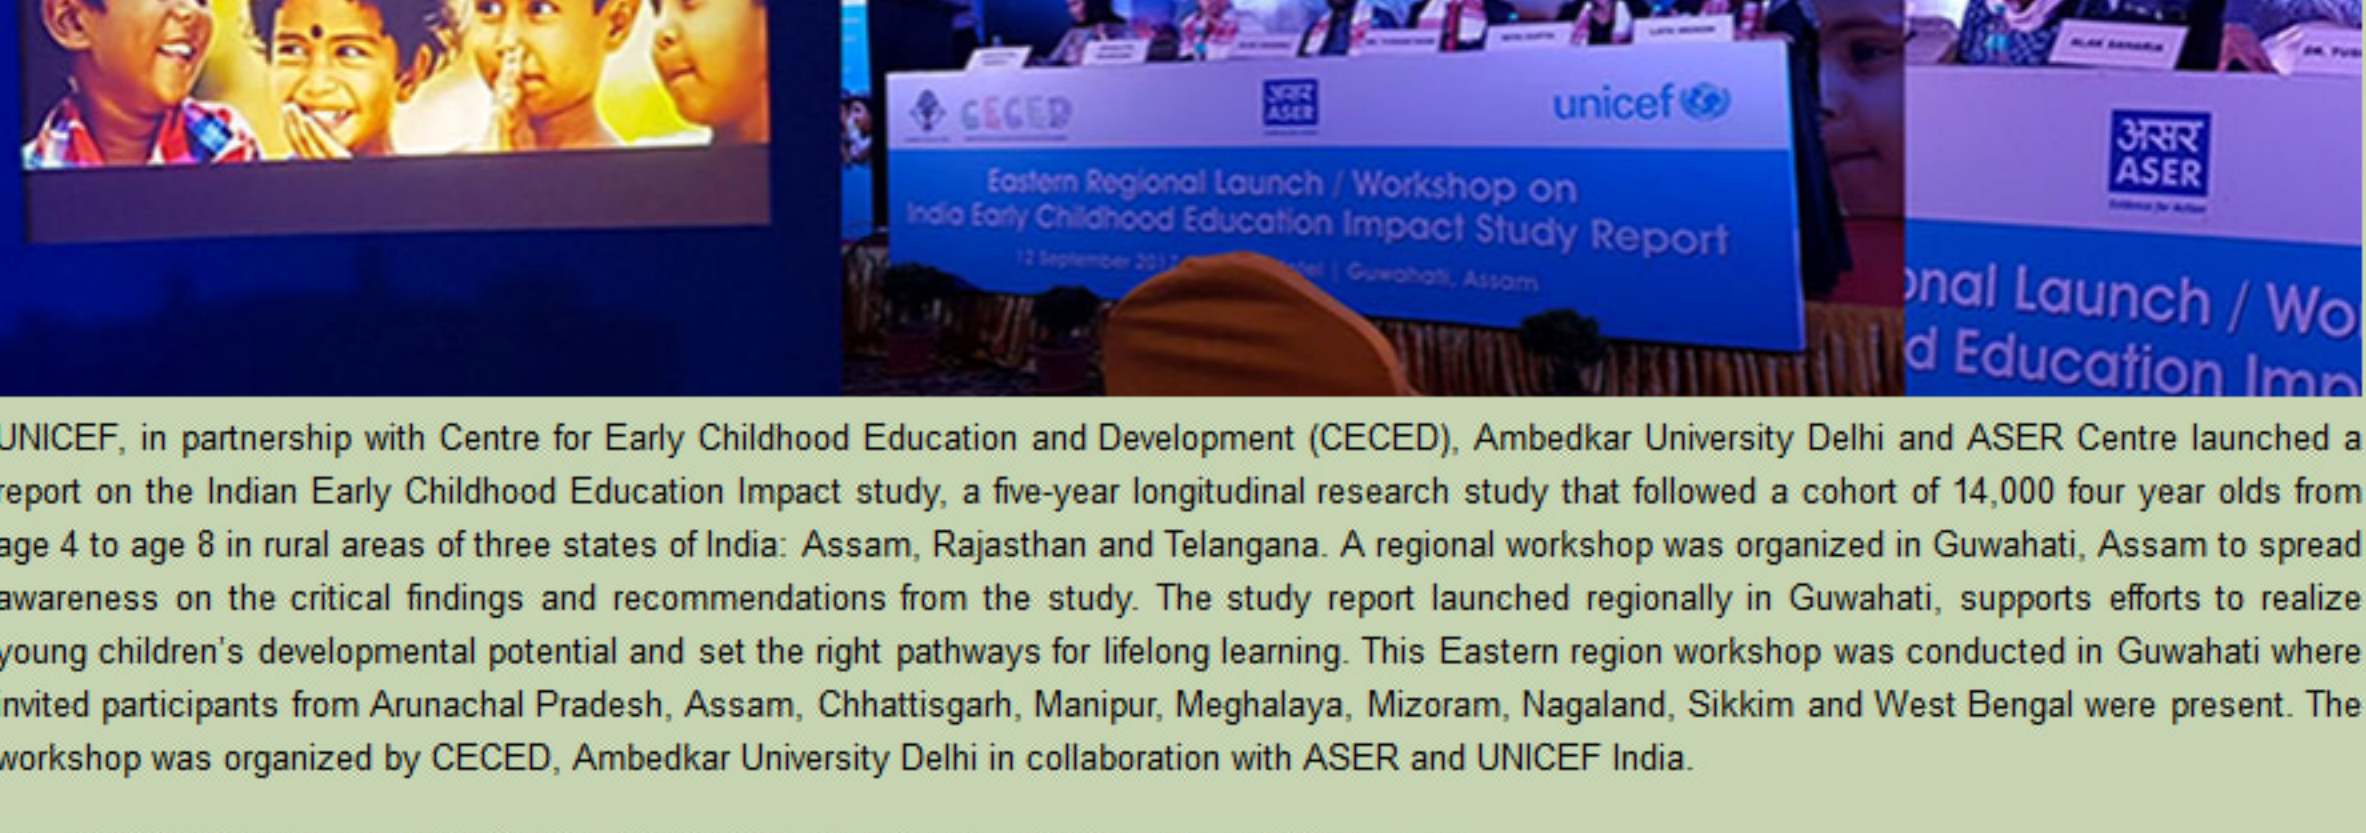 CECED
असर
ASER
unicef
Eastern Regional Launch / Workshop on
India Early Childhood Education Impact Study Report
12 September 2017
Guwahati, Assam
ALAK
DR.
असर
ASER
Evidence for Action
onal Launch / Wo
d Education Imp
UNICEF, in partnership with Centre for Early Childhood Education and Development (CECED), Ambedkar University Delhi and ASER Centre launched a
report on the Indian Early Childhood Education Impact study, a five-year longitudinal research study that followed a cohort of 14,000 four year olds from
age 4 to age 8 in rural areas of three states of India: Assam, Rajasthan and Telangana. A regional workshop was organized in Guwahati, Assam to spread
awareness on the critical findings and recommendations from the study. The study report launched regionally in Guwahati, supports efforts to realize
young children's developmental potential and set the right pathways for lifelong learning. This Eastern region workshop was conducted in Guwahati where
invited participants from Arunachal Pradesh, Assam, Chhattisgarh, Manipur, Meghalaya, Mizoram, Nagaland, Sikkim and West Bengal were present. The
workshop was organized by CECED, Ambedkar University Delhi in collaboration with ASER and UNICEF India.